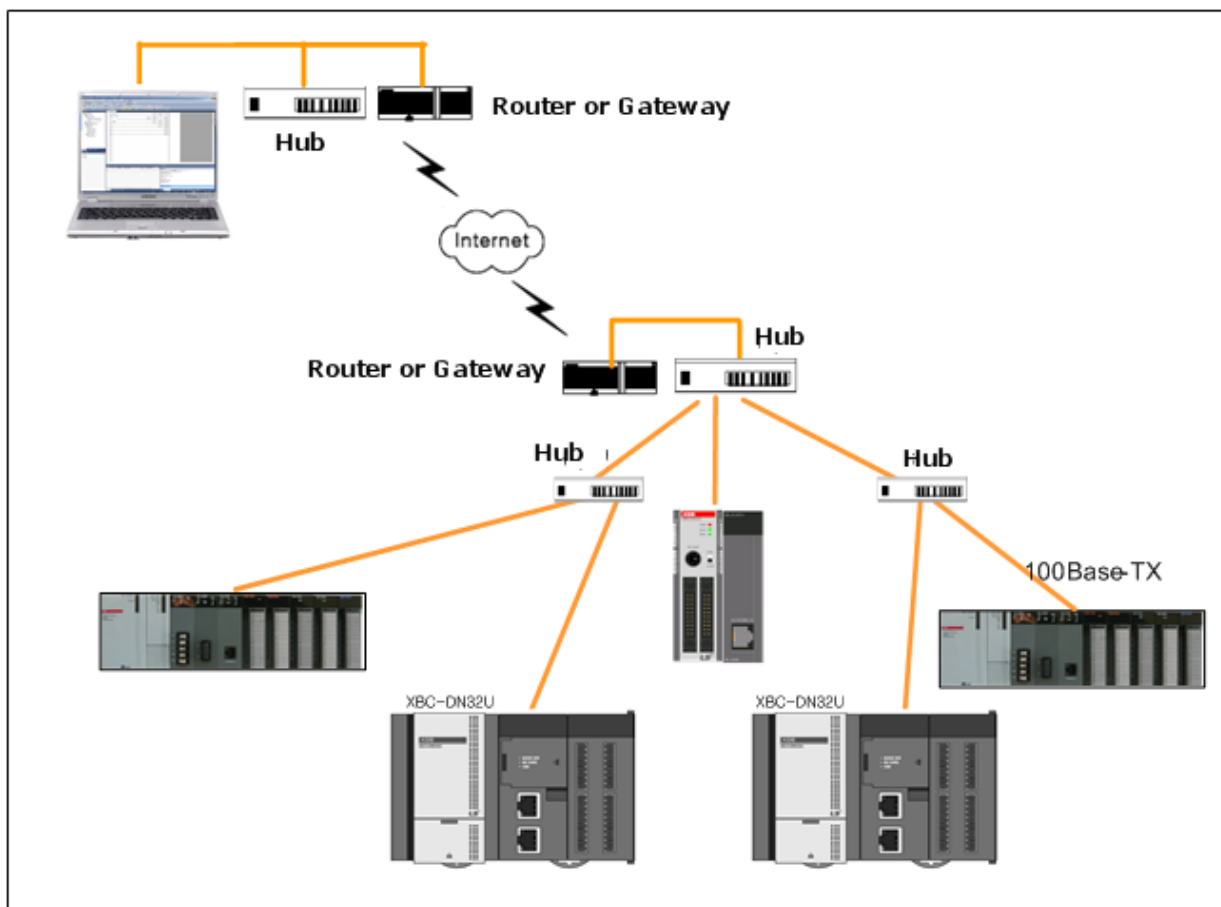 Router or Gateway
Hub
Internet
Hub
Router or Gateway
Hub
Hub
100Base-TX
XBC-DN32U
XBC-DN32U